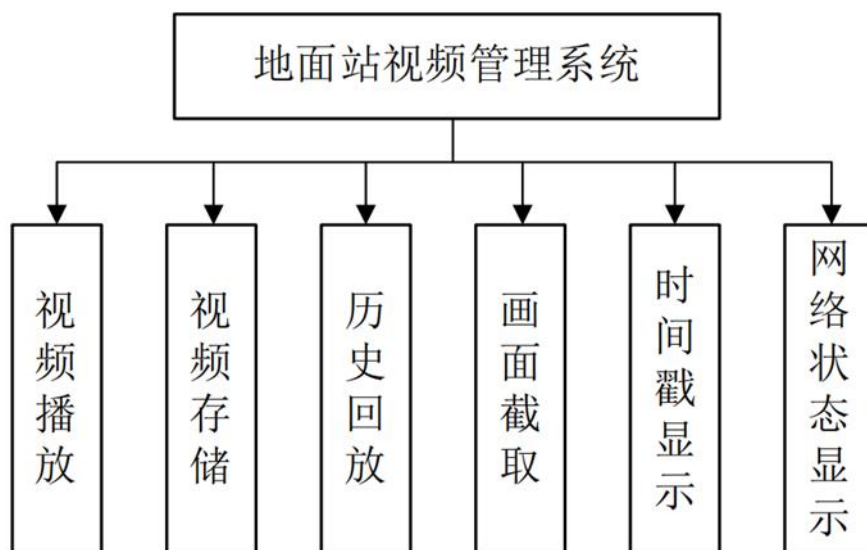 地面站视频管理系统
视频播放
视频存储
历史回放
画面截取
时间戳显示
网络状态显示